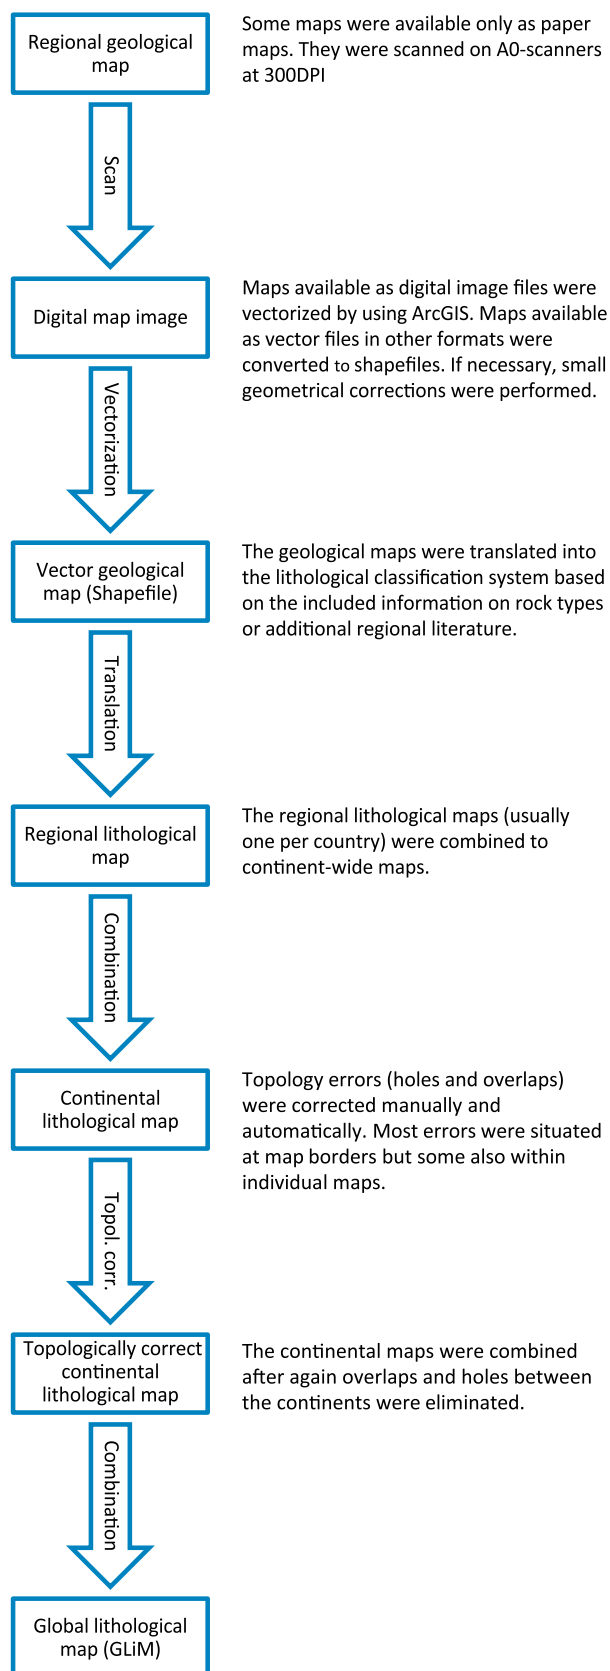 Regional geological
map
Some maps were available only as paper
maps. They were scanned on A0-scanners
at 300DPI
Scan
Digital map image
Maps available as digital image files were
vectorized by using ArcGIS. Maps available
as vector files in other formats were
converted to shapefiles. If necessary, small
geometrical corrections were performed.
Vectorization
Vector geological
map (Shapefile)
The geological maps were translated into
the lithological classification system based
on the included information on rock types
or additional regional literature.
Translation
Regional lithological
map
The regional lithological maps (usually
one per country) were combined to
continent-wide maps.
Combination
Continental
lithological map
Topology errors (holes and overlaps)
were corrected manually and
automatically. Most errors were situated
at map borders but some also within
individual maps.
Topol. corr.
Topologically correct
continental
lithological map
The continental maps were combined
after again overlaps and holes between
the continents were eliminated.
Combination
Global lithological
map (GLiM)